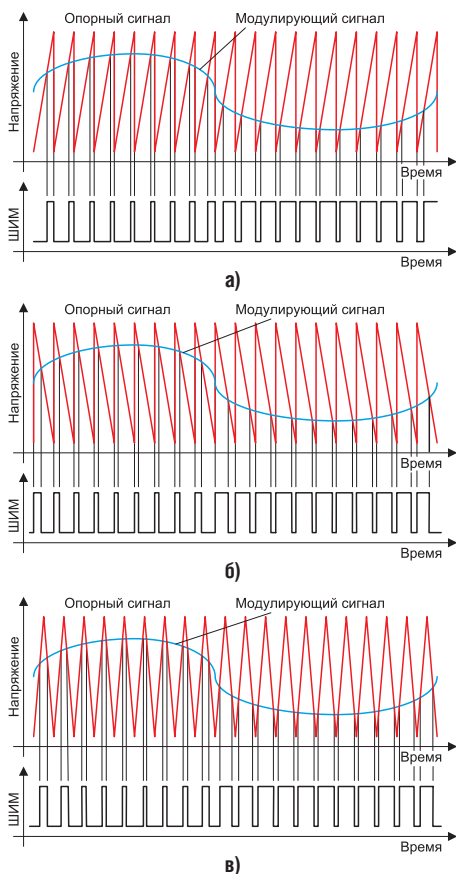 Опорный сигнал Модулирующий сигнал
Напряжение
Время
ШИМ
Время
а)
Опорный сигнал Модулирующий сигнал
Напряжение
Время
ШИМ
Время
б)
Опорный сигнал Модулирующий сигнал
Напряжение
Время
ШИМ
Время
в)